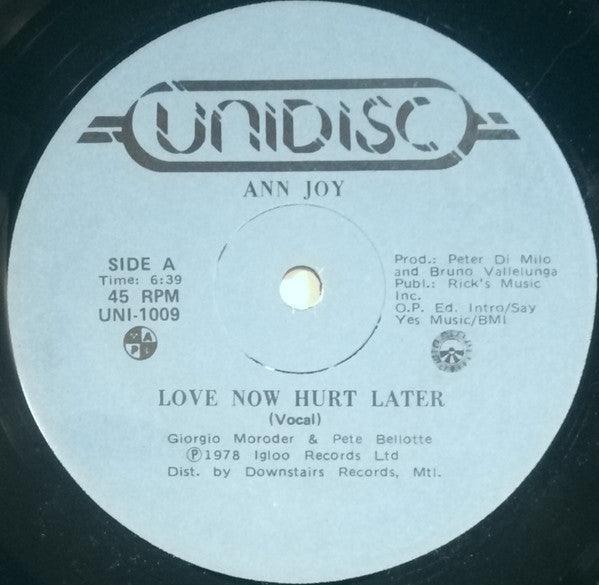 UNIDISC
ANN JOY
SIDE A
Time: 6:39
45 RPM
UNI-1009
M
A
P
L
Prod.: Peter Di Milo
and Bruno Vallelunga
Publ.: Rick's Music
Inc.
O.P. Ed. Intro/Say
Yes Music/BMI
LOVE NOW HURT LATER
(Vocal)
Giorgio Moroder & Pete Bellotte
Ⓟ1978 Igloo Records Ltd
Dist. by Downstairs Records, Mtl.